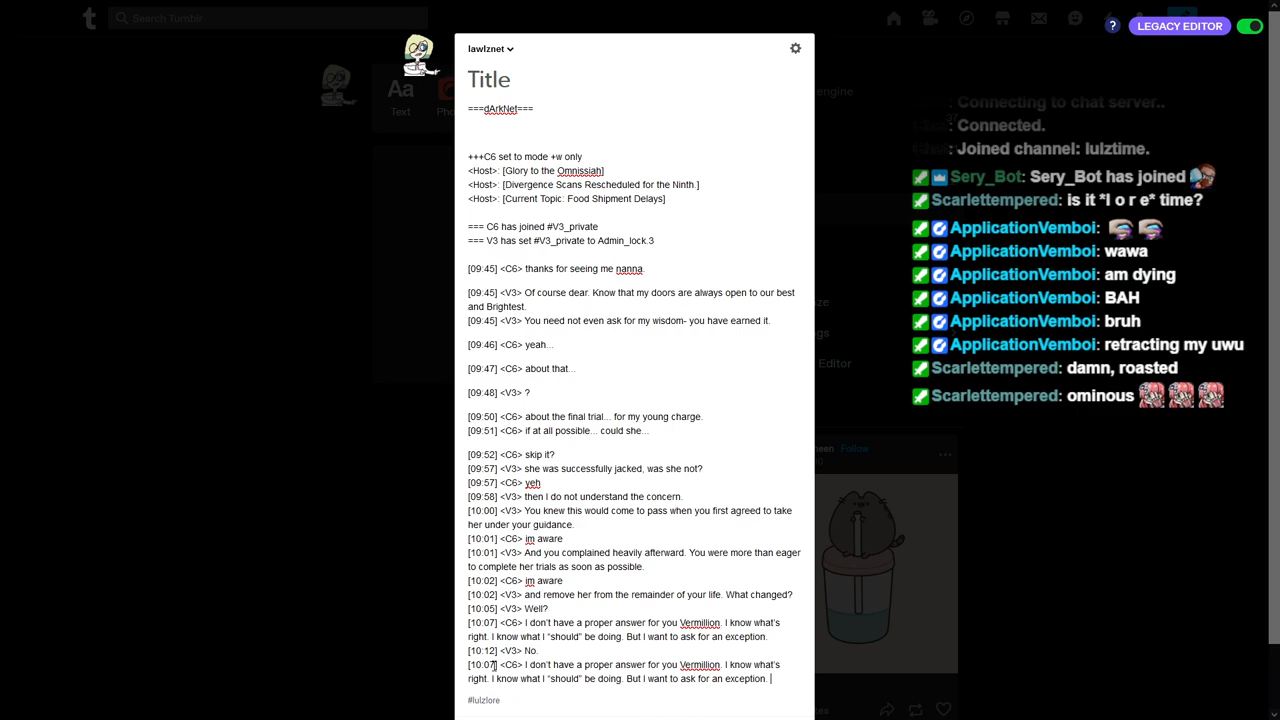 Search Tumblr
LEGACY EDITOR
lawlznet
Title
Aa
Text
===dArkNet===
+++C6 set to mode +w only
<Host>: [Glory to the Omnissiah]
<Host>: [Divergence Scans Rescheduled for the Ninth.]
<Host>: [Current Topic: Food Shipment Delays]
=== C6 has joined #V3_private
=== V3 has set #V3_private to Admin_lock.3
[09:45] <C6> thanks for seeing me nanna.
[09:45] <V3> Of course dear. Know that my doors are always open to our best
and Brightest.
[09:45] <V3> You need not even ask for my wisdom- you have earned it.
[09:46] <C6> yeah...
[09:47] <C6> about that...
[09:48] <V3> ?
[09:50] <C6> about the final trial... for my young charge.
[09:51] <C6> if at all possible... could she...
[09:52] <C6> skip it?
[09:57] <V3> she was successfully jacked, was she not?
[09:57] <C6> yeh
[09:58] <V3> then I do not understand the concern.
[10:00] <V3> You knew this would come to pass when you first agreed to take
her under your guidance.
[10:01] <C6> im aware
[10:01] <V3> And you complained heavily afterward. You were more than eager
to complete her trials as soon as possible.
[10:02] <C6> im aware
[10:02] <V3> and remove her from the remainder of your life. What changed?
[10:05] <V3> Well?
[10:07] <C6> I don't have a proper answer for you Vermillion. I know what's
right. I know what I “should” be doing. But I want to ask for an exception.
[10:12] <V3> No.
[10:07] <C6> I don't have a proper answer for you Vermillion. I know what's
right. I know what I “should” be doing. But I want to ask for an exception.
#lulzlore
engine
Editor
Follow
Connecting to chat server..
: Connected.
: Joined channel: lulztime.
Sery_Bot: Sery_Bot has joined
Scarlettempered: is it *l o r e* time?
ApplicationVemboi:
ApplicationVemboi: wawa
ApplicationVemboi: am dying
ApplicationVemboi: BAH
ApplicationVemboi: bruh
ApplicationVemboi: retracting my uwu
Scarlettempered: damn, roasted
Scarlettempered: ominous